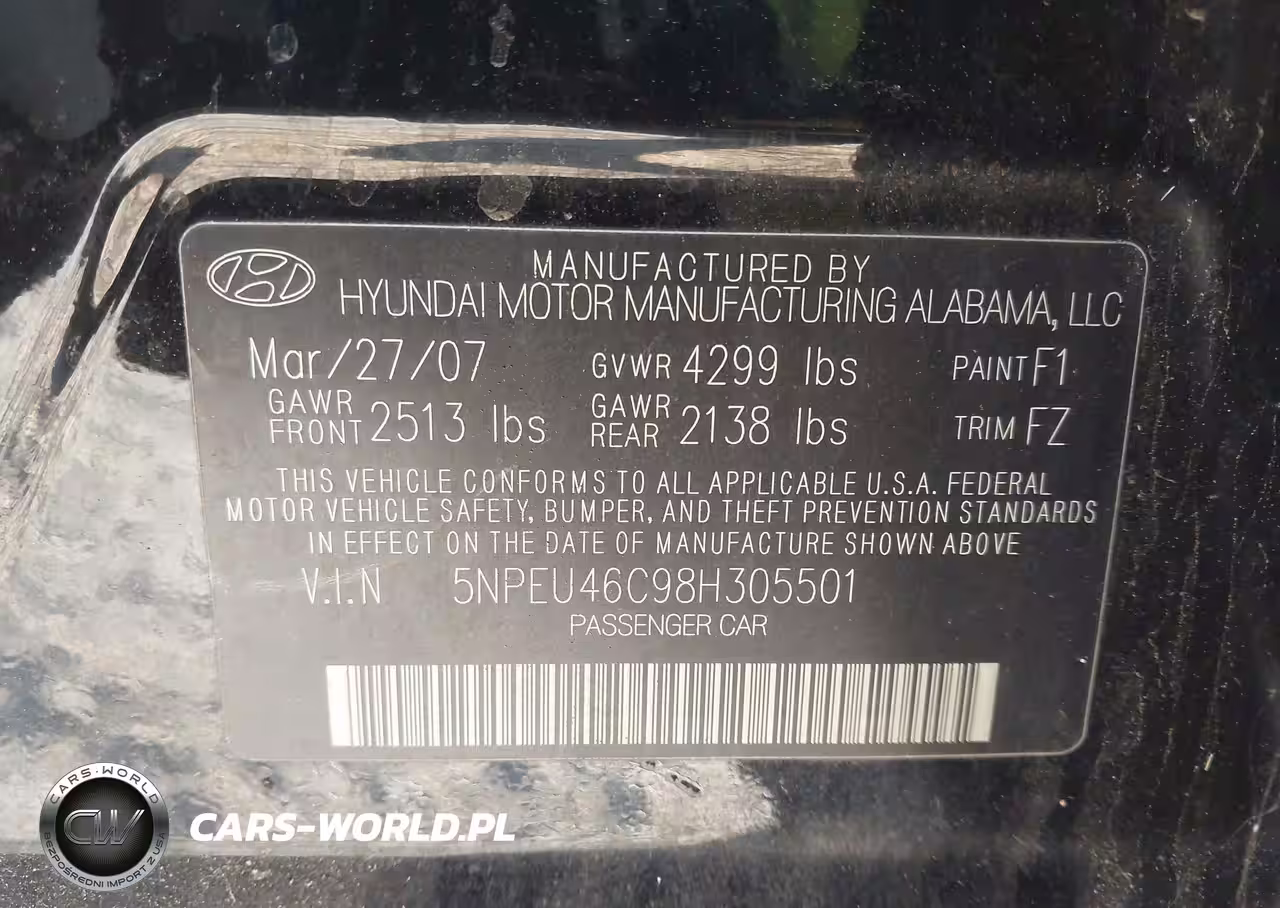 MANUFACTURED BY
HYUNDAI MOTOR MANUFACTURING ALABAMA, LLC
Mar/27/07 GVWR 4299 lbs PAINT F1
GAWR FRONT 2513 lbs GAWR REAR 2138 lbs TRIM FZ
THIS VEHICLE CONFORMS TO ALL APPLICABLE U.S.A. FEDERAL
MOTOR VEHICLE SAFETY, BUMPER, AND THEFT PREVENTION STANDARDS
IN EFFECT ON THE DATE OF MANUFACTURE SHOWN ABOVE
V.I.N 5NPEU46C98H305501
PASSENGER CAR
CARS-WORLD
CW
BEZPOŚREDNI IMPORT Z USA
CARS-WORLD.PL